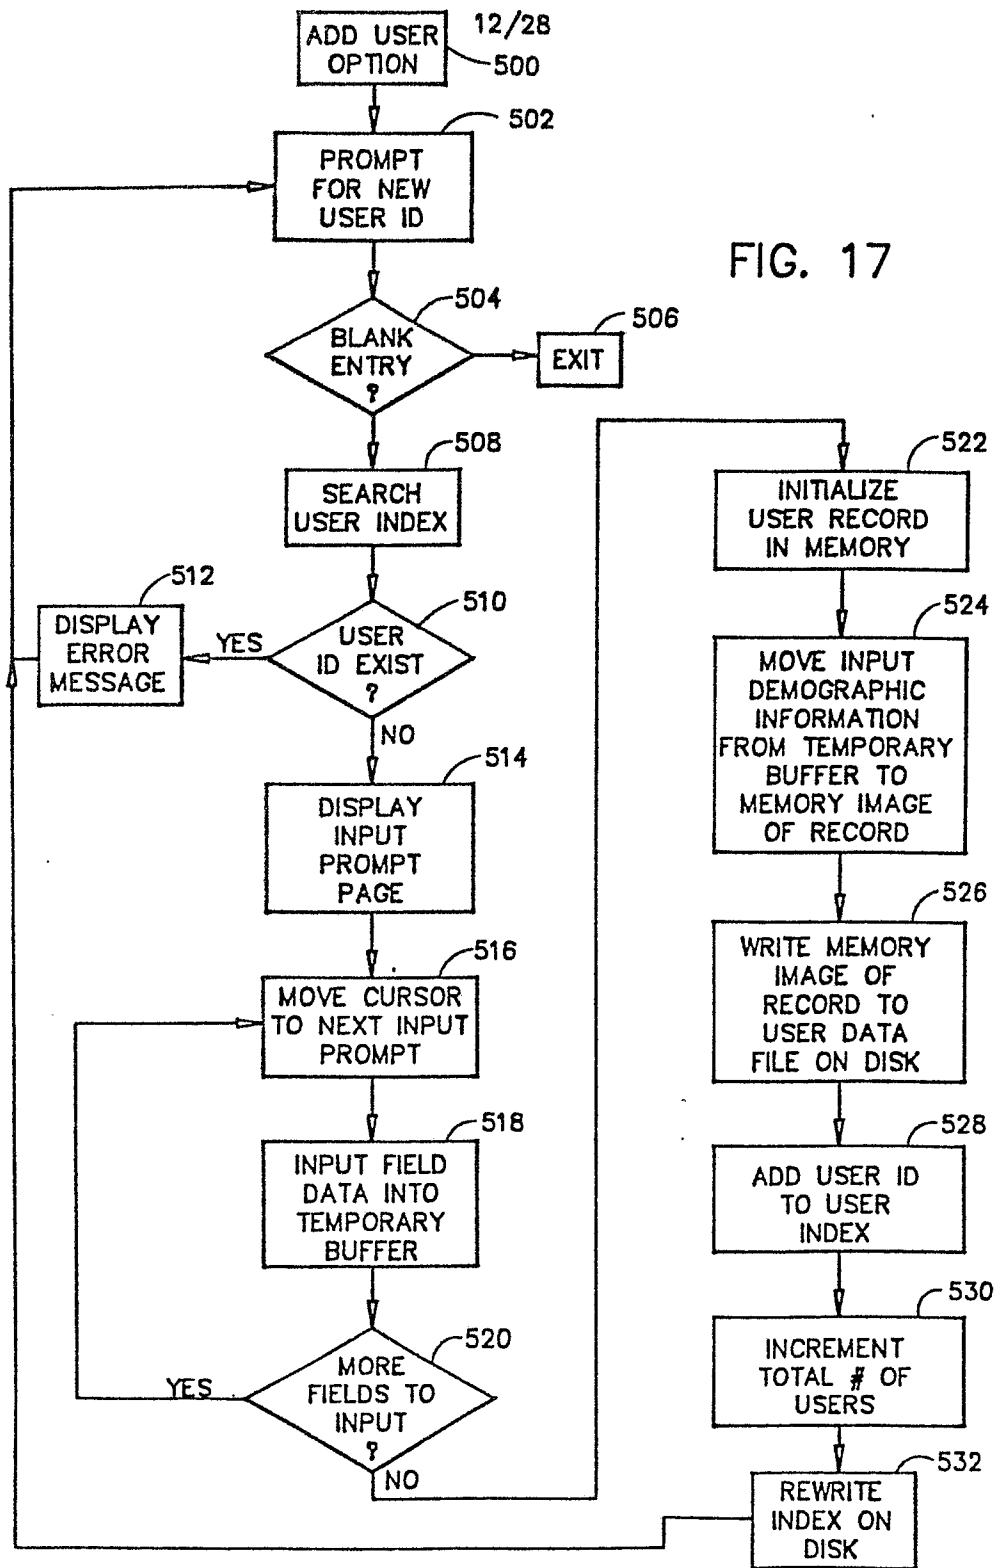 12/28
ADD USER
OPTION
500
502
PROMPT
FOR NEW
USER ID
FIG. 17
504
BLANK
ENTRY
?
506
EXIT
508
SEARCH
USER INDEX
510
USER
ID EXIST
?
YES
512
DISPLAY
ERROR
MESSAGE
NO
514
DISPLAY
INPUT
PROMPT
PAGE
516
MOVE CURSOR
TO NEXT INPUT
PROMPT
518
INPUT FIELD
DATA INTO
TEMPORARY
BUFFER
520
MORE
FIELDS TO
INPUT
?
YES
NO
522
INITIALIZE
USER RECORD
IN MEMORY
524
MOVE INPUT
DEMOGRAPHIC
INFORMATION
FROM TEMPORARY
BUFFER TO
MEMORY IMAGE
OF RECORD
526
WRITE MEMORY
IMAGE OF
RECORD TO
USER DATA
FILE ON DISK
528
ADD USER ID
TO USER
INDEX
530
INCREMENT
TOTAL # OF
USERS
532
REWRITE
INDEX ON
DISK